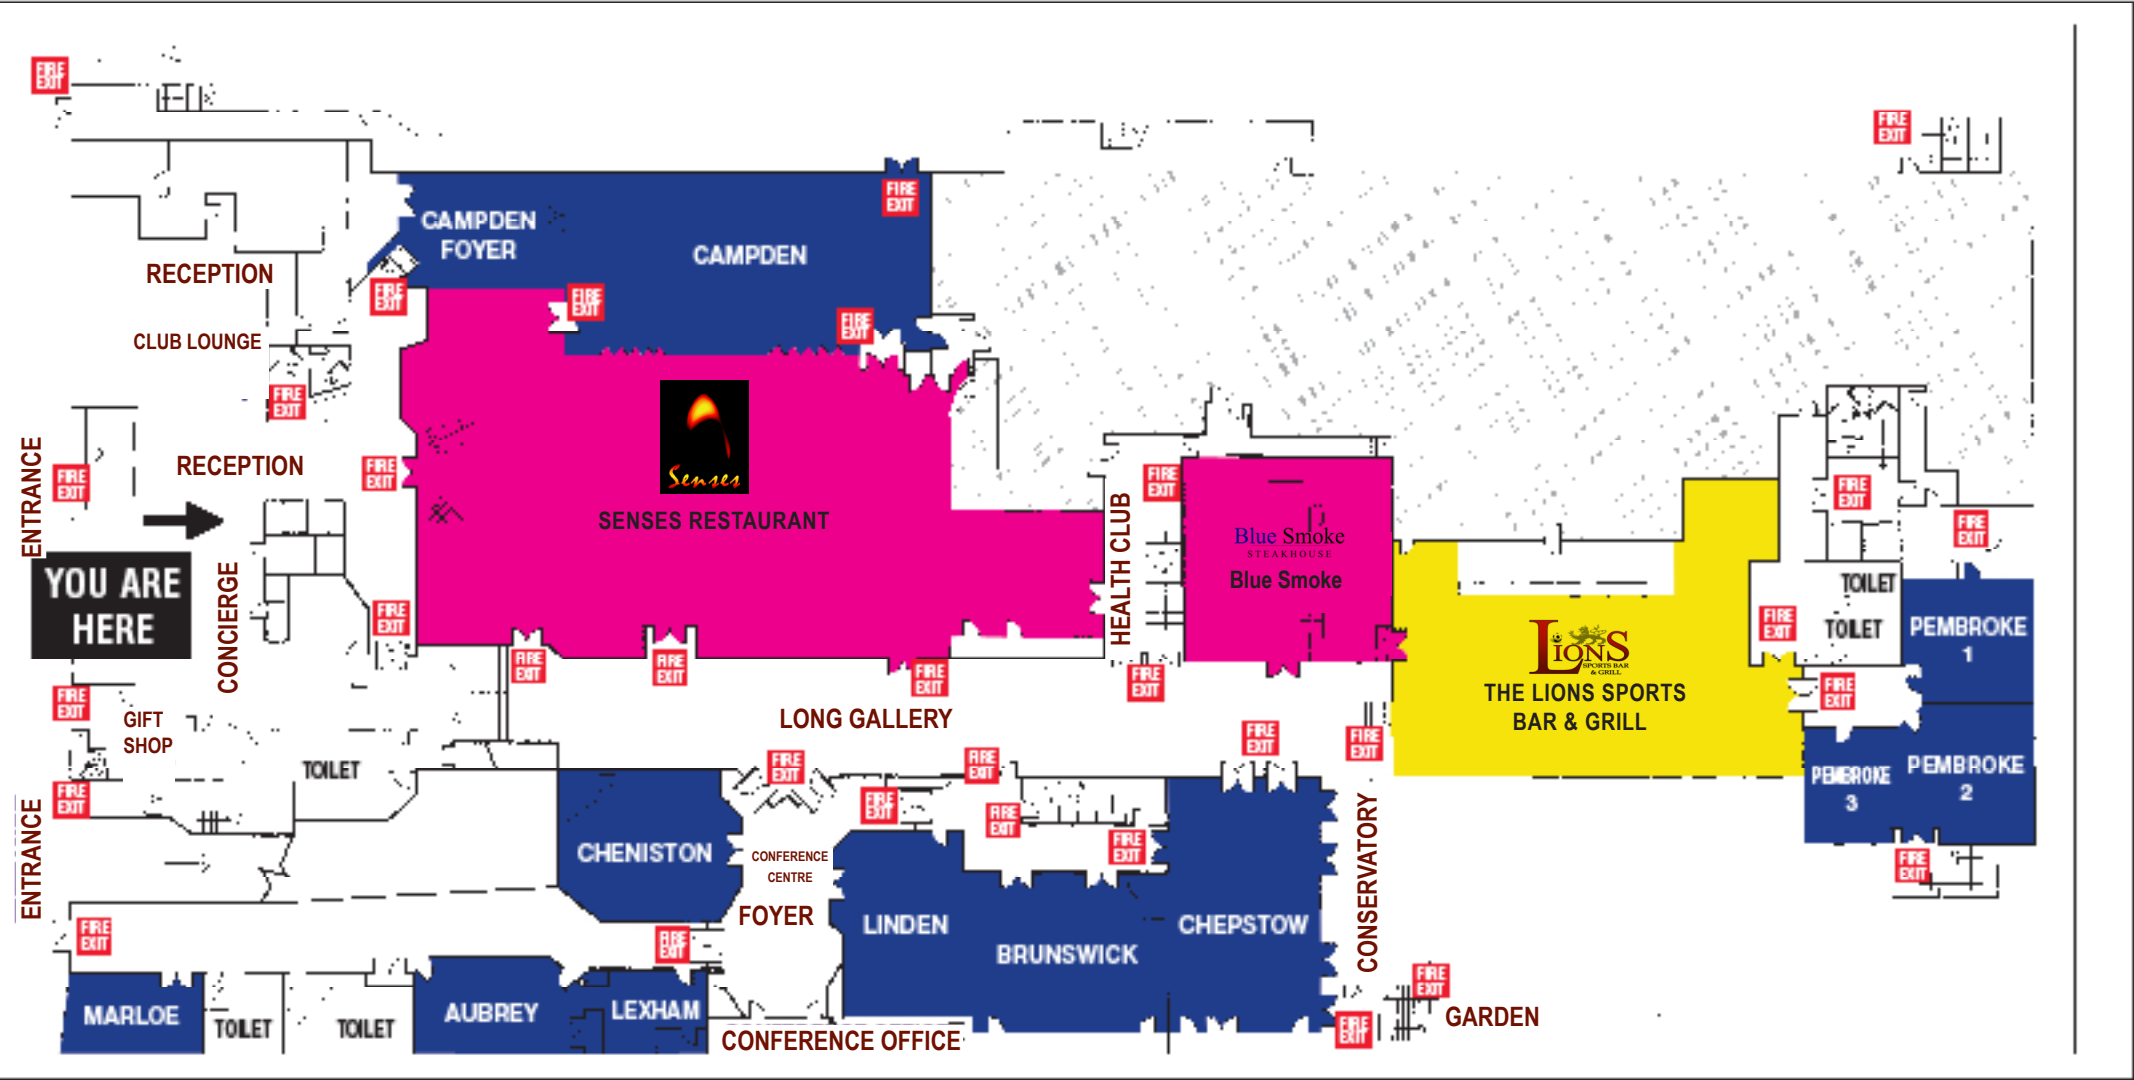 FIRE
EXIT
FIRE
EXIT
FIRE
EXIT
CAMPDEN
FOYER
CAMPDEN
RECEPTION
FIRE
EXIT
FIRE
EXIT
FIRE
EXIT
CLUB LOUNGE
FIRE
EXIT
Senses
SENSES RESTAURANT
ENTRANCE
FIRE
EXIT
RECEPTION
FIRE
EXIT
YOU ARE
HERE
CONCIERGE
FIRE
EXIT
HEALTH CLUB
FIRE
EXIT
Blue Smoke
STEAKHOUSE
Blue Smoke
FIRE
EXIT
FIRE
EXIT
TOILET
TOILET
FIRE
EXIT
PEMBROKE
1
LIONS
SPORTS BAR
& GRILL
THE LIONS SPORTS
BAR & GRILL
FIRE
EXIT
FIRE
EXIT
FIRE
EXIT
FIRE
EXIT
FIRE
EXIT
FIRE
EXIT
FIRE
EXIT
GIFT
SHOP
LONG GALLERY
FIRE
EXIT
FIRE
EXIT
TOILET
FIRE
EXIT
FIRE
EXIT
FIRE
EXIT
PEMBROKE
3
PEMBROKE
2
FIRE
EXIT
FIRE
EXIT
FIRE
EXIT
ENTRANCE
CHENISTON
CONFERENCE
CENTRE
FOYER
CONSERVATORY
FIRE
EXIT
LINDEN
BRUNSWICK
CHEPSTOW
FIRE
EXIT
FIRE
EXIT
MARLOE
TOILET
TOILET
AUBREY
LEXHAM
CONFERENCE OFFICE
FIRE
EXIT
FIRE
EXIT
GARDEN